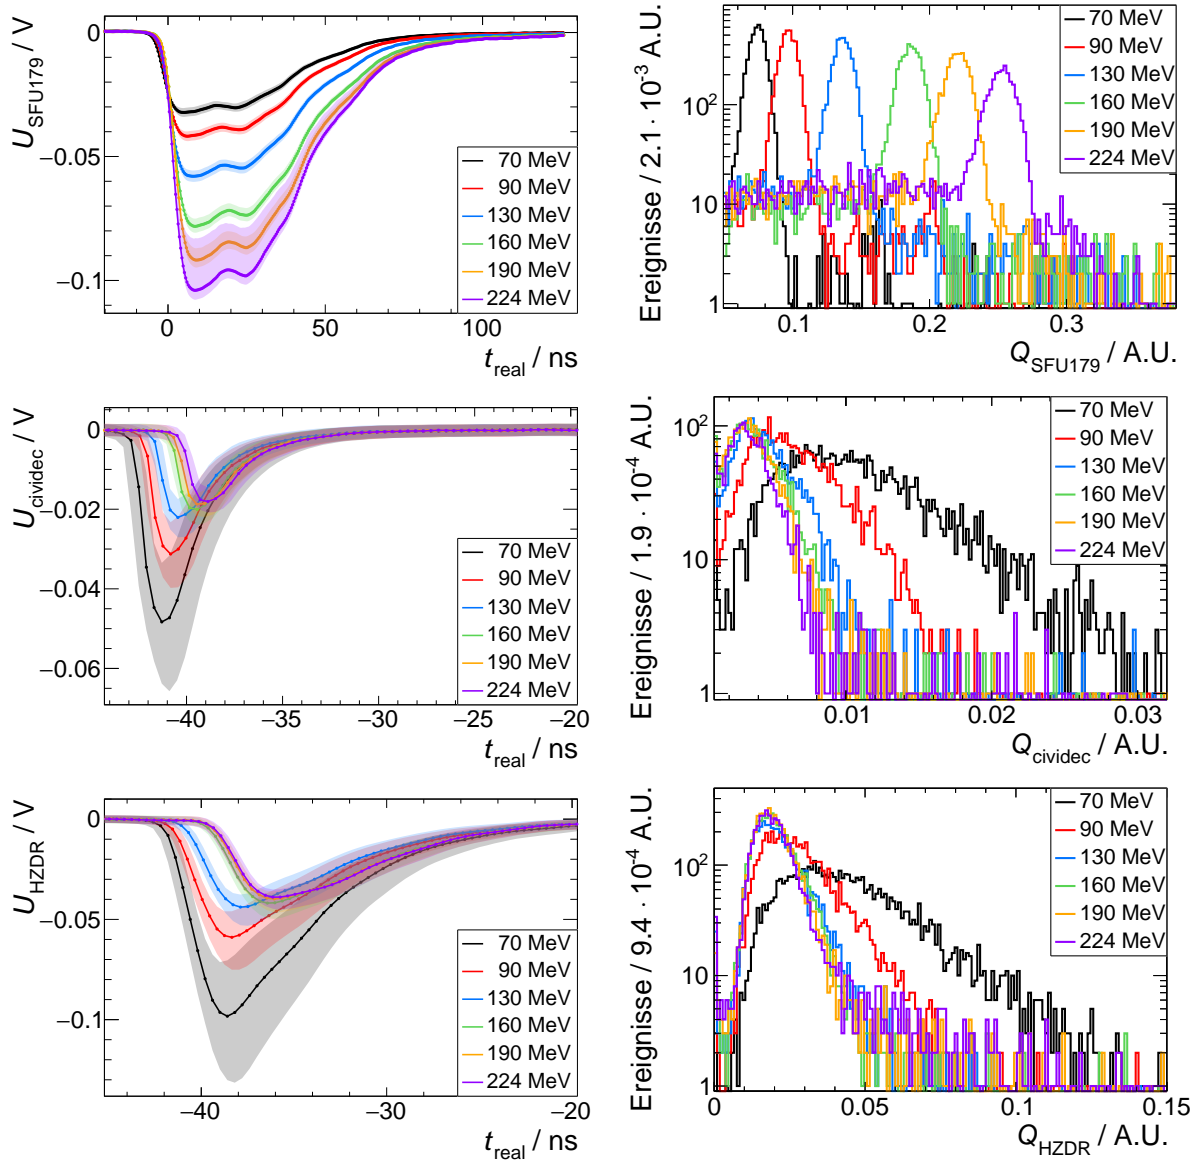 U_SFU179 / V
0
−0.05
−0.1
0
50
100
t_real / ns
70 MeV
90 MeV
130 MeV
160 MeV
190 MeV
224 MeV
Ereignisse / 2.1 · 10⁻³ A.U.
10²
10
1
0.1
0.2
0.3
Q_SFU179 / A.U.
70 MeV
90 MeV
130 MeV
160 MeV
190 MeV
224 MeV
U_cividec / V
0
−0.02
−0.04
−0.06
−40
−35
−30
−25
−20
t_real / ns
70 MeV
90 MeV
130 MeV
160 MeV
190 MeV
224 MeV
Ereignisse / 1.9 · 10⁻⁴ A.U.
10²
10
1
0.01
0.02
0.03
Q_cividec / A.U.
70 MeV
90 MeV
130 MeV
160 MeV
190 MeV
224 MeV
U_HZDR / V
0
−0.05
−0.1
−40
−30
−20
t_real / ns
70 MeV
90 MeV
130 MeV
160 MeV
190 MeV
224 MeV
Ereignisse / 9.4 · 10⁻⁴ A.U.
10²
10
1
0
0.05
0.1
0.15
Q_HZDR / A.U.
70 MeV
90 MeV
130 MeV
160 MeV
190 MeV
224 MeV